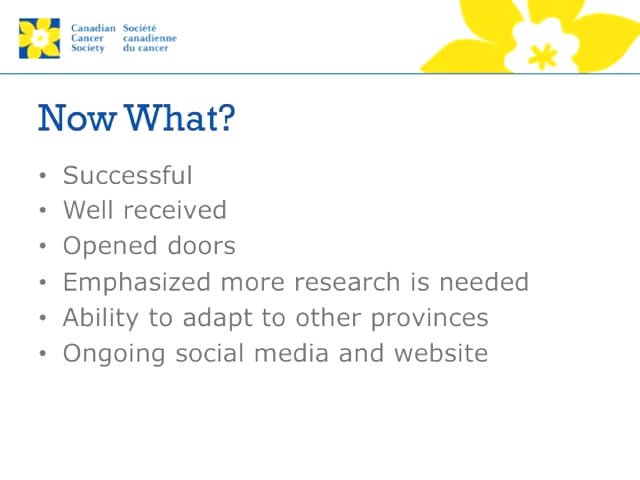 Canadian Société
Cancer canadienne
Society du cancer
Now What?
• Successful
• Well received
• Opened doors
• Emphasized more research is needed
• Ability to adapt to other provinces
• Ongoing social media and website